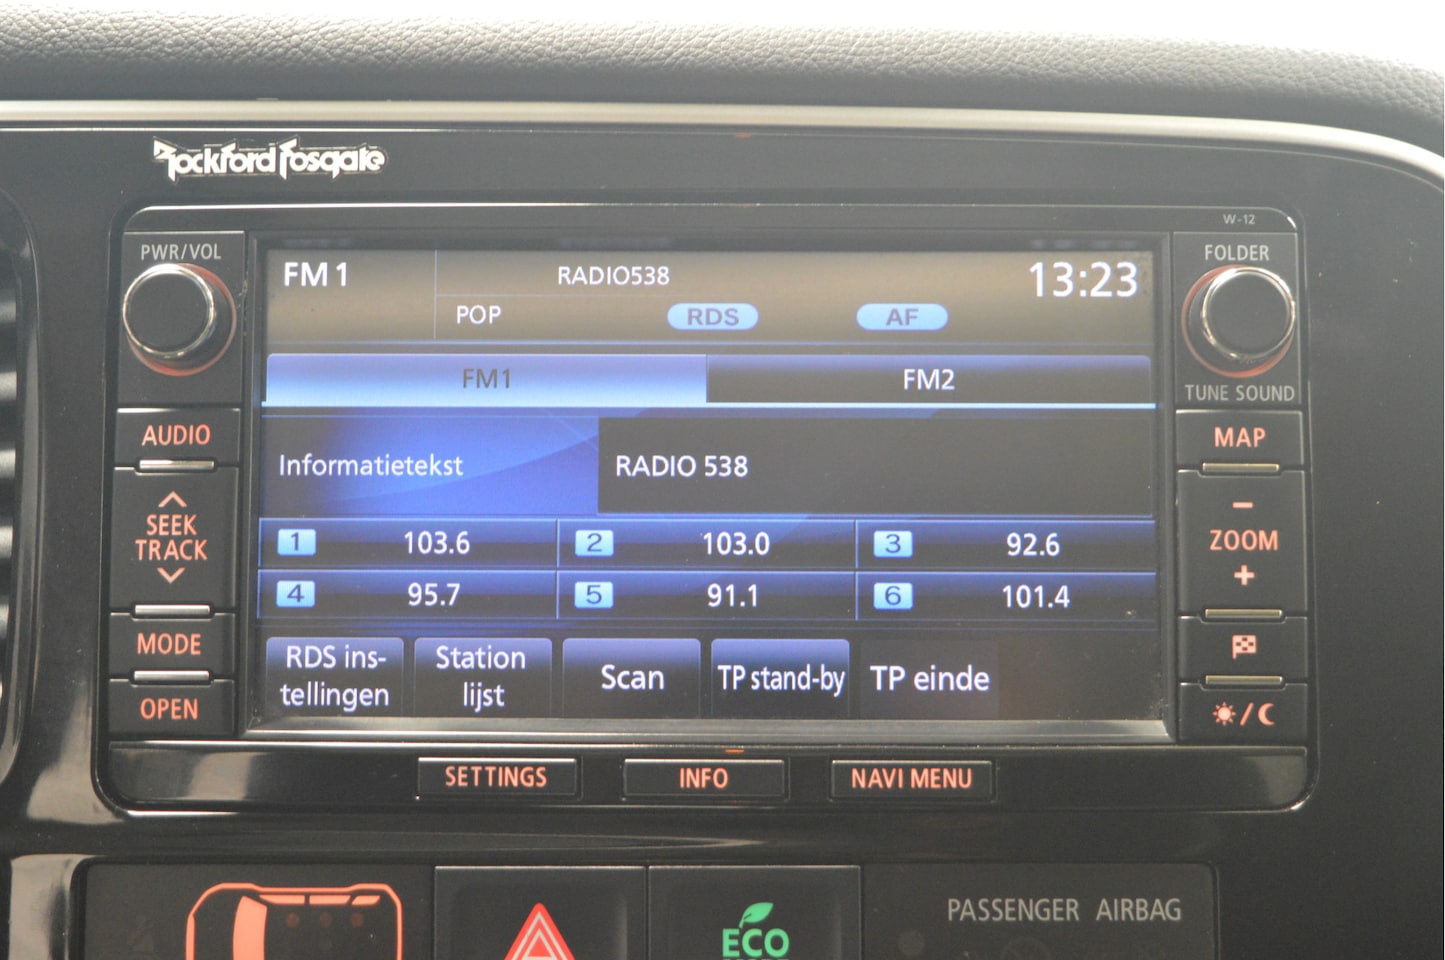 Rockford Fosgate
W-12
PWR/VOL
FOLDER
FM1
RADIO538
13:23
POP
RDS
AF
TUNE SOUND
FM1
FM2
AUDIO
MAP
Informatietekst
RADIO 538
SEEK
TRACK
ZOOM
1
103.6
2
103.0
3
92.6
4
95.7
5
91.1
6
101.4
MODE
OPEN
RDS ins-
tellingen
Station
lijst
Scan
TP stand-by
TP einde
SETTINGS
INFO
NAVI MENU
PASSENGER AIRBAG
ECO